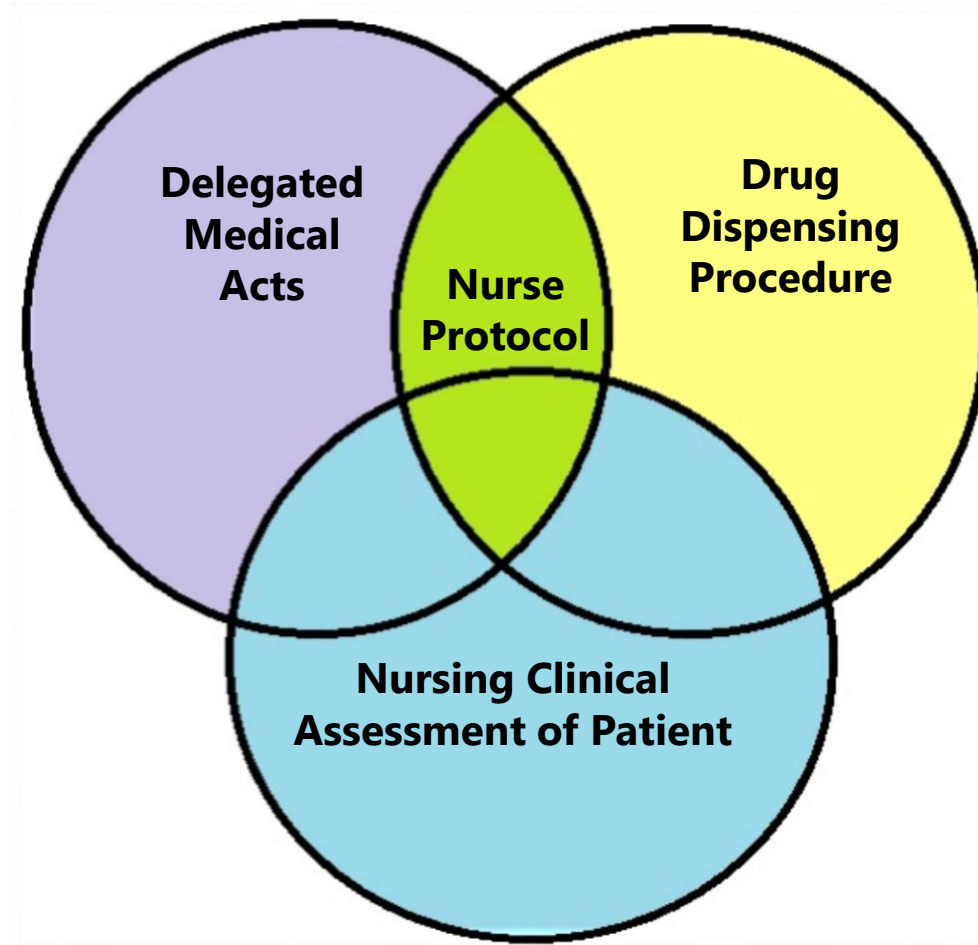 Delegated
Medical
Acts
Drug
Dispensing
Procedure
Nurse
Protocol
Nursing Clinical
Assessment of Patient